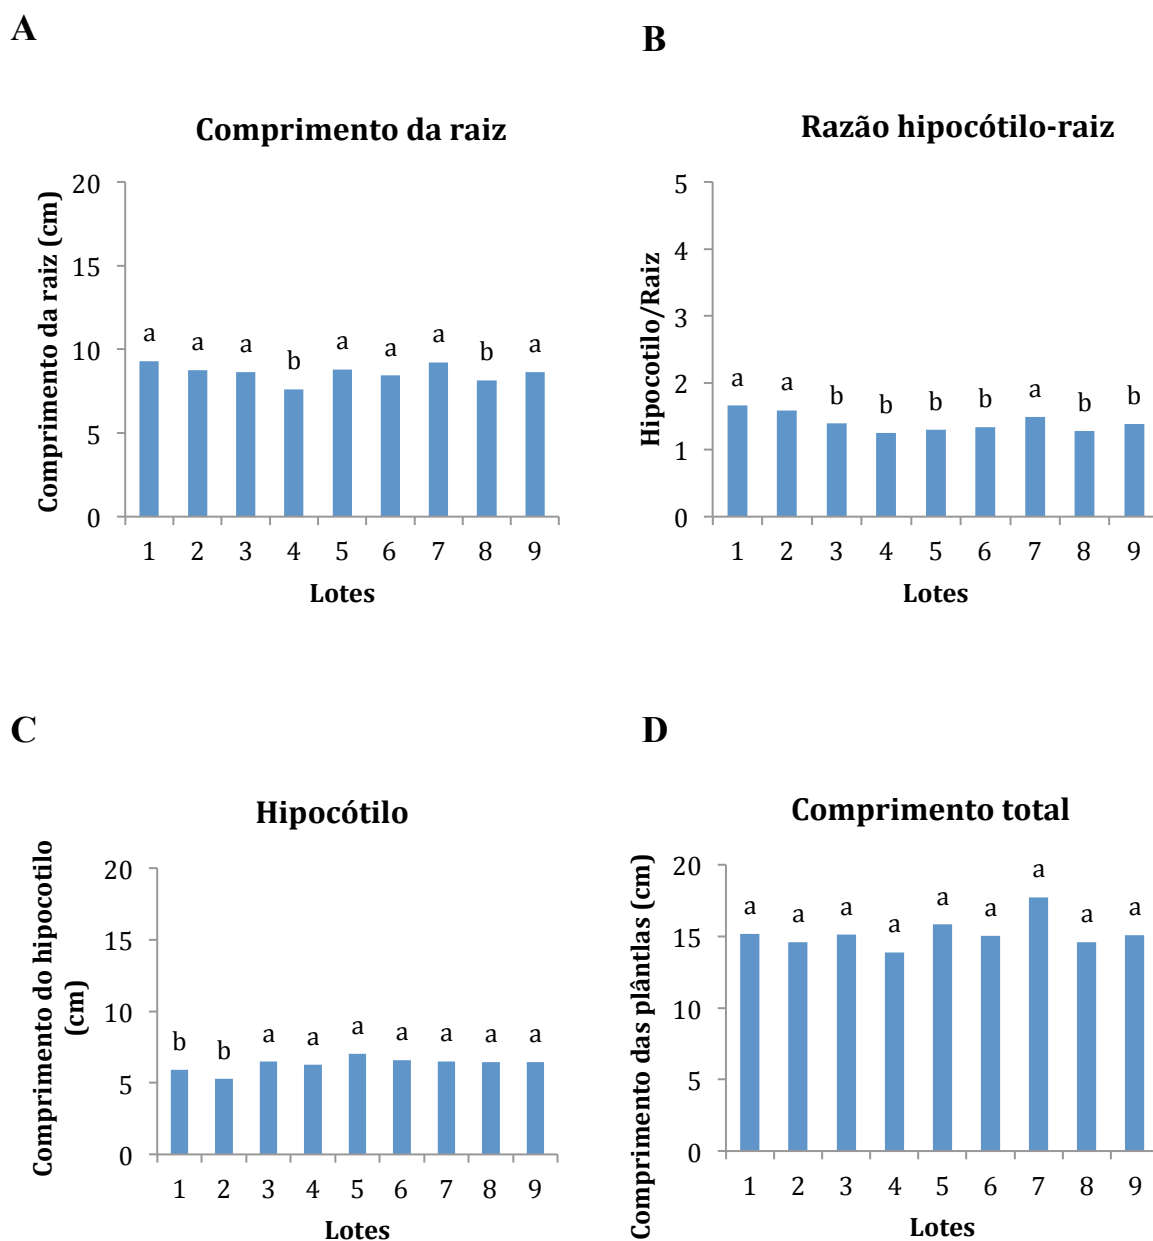 A
Comprimento da raiz
Comprimento da raiz (cm)
20
15
10
5
0
a a a b a a a b a
1 2 3 4 5 6 7 8 9
Lotes
B
Razão hipocótilo-raiz
Hipocotilo/Raiz
5
4
3
2
1
0
a a b b b b a b b
1 2 3 4 5 6 7 8 9
Lotes
C
Hipocótilo
Comprimento do hipocotilo
(cm)
20
15
10
5
0
b b a a a a a a a
1 2 3 4 5 6 7 8 9
Lotes
D
Comprimento total
Comprimento das plântlas (cm)
20
15
10
5
0
a a a a a a a a a
1 2 3 4 5 6 7 8 9
Lotes